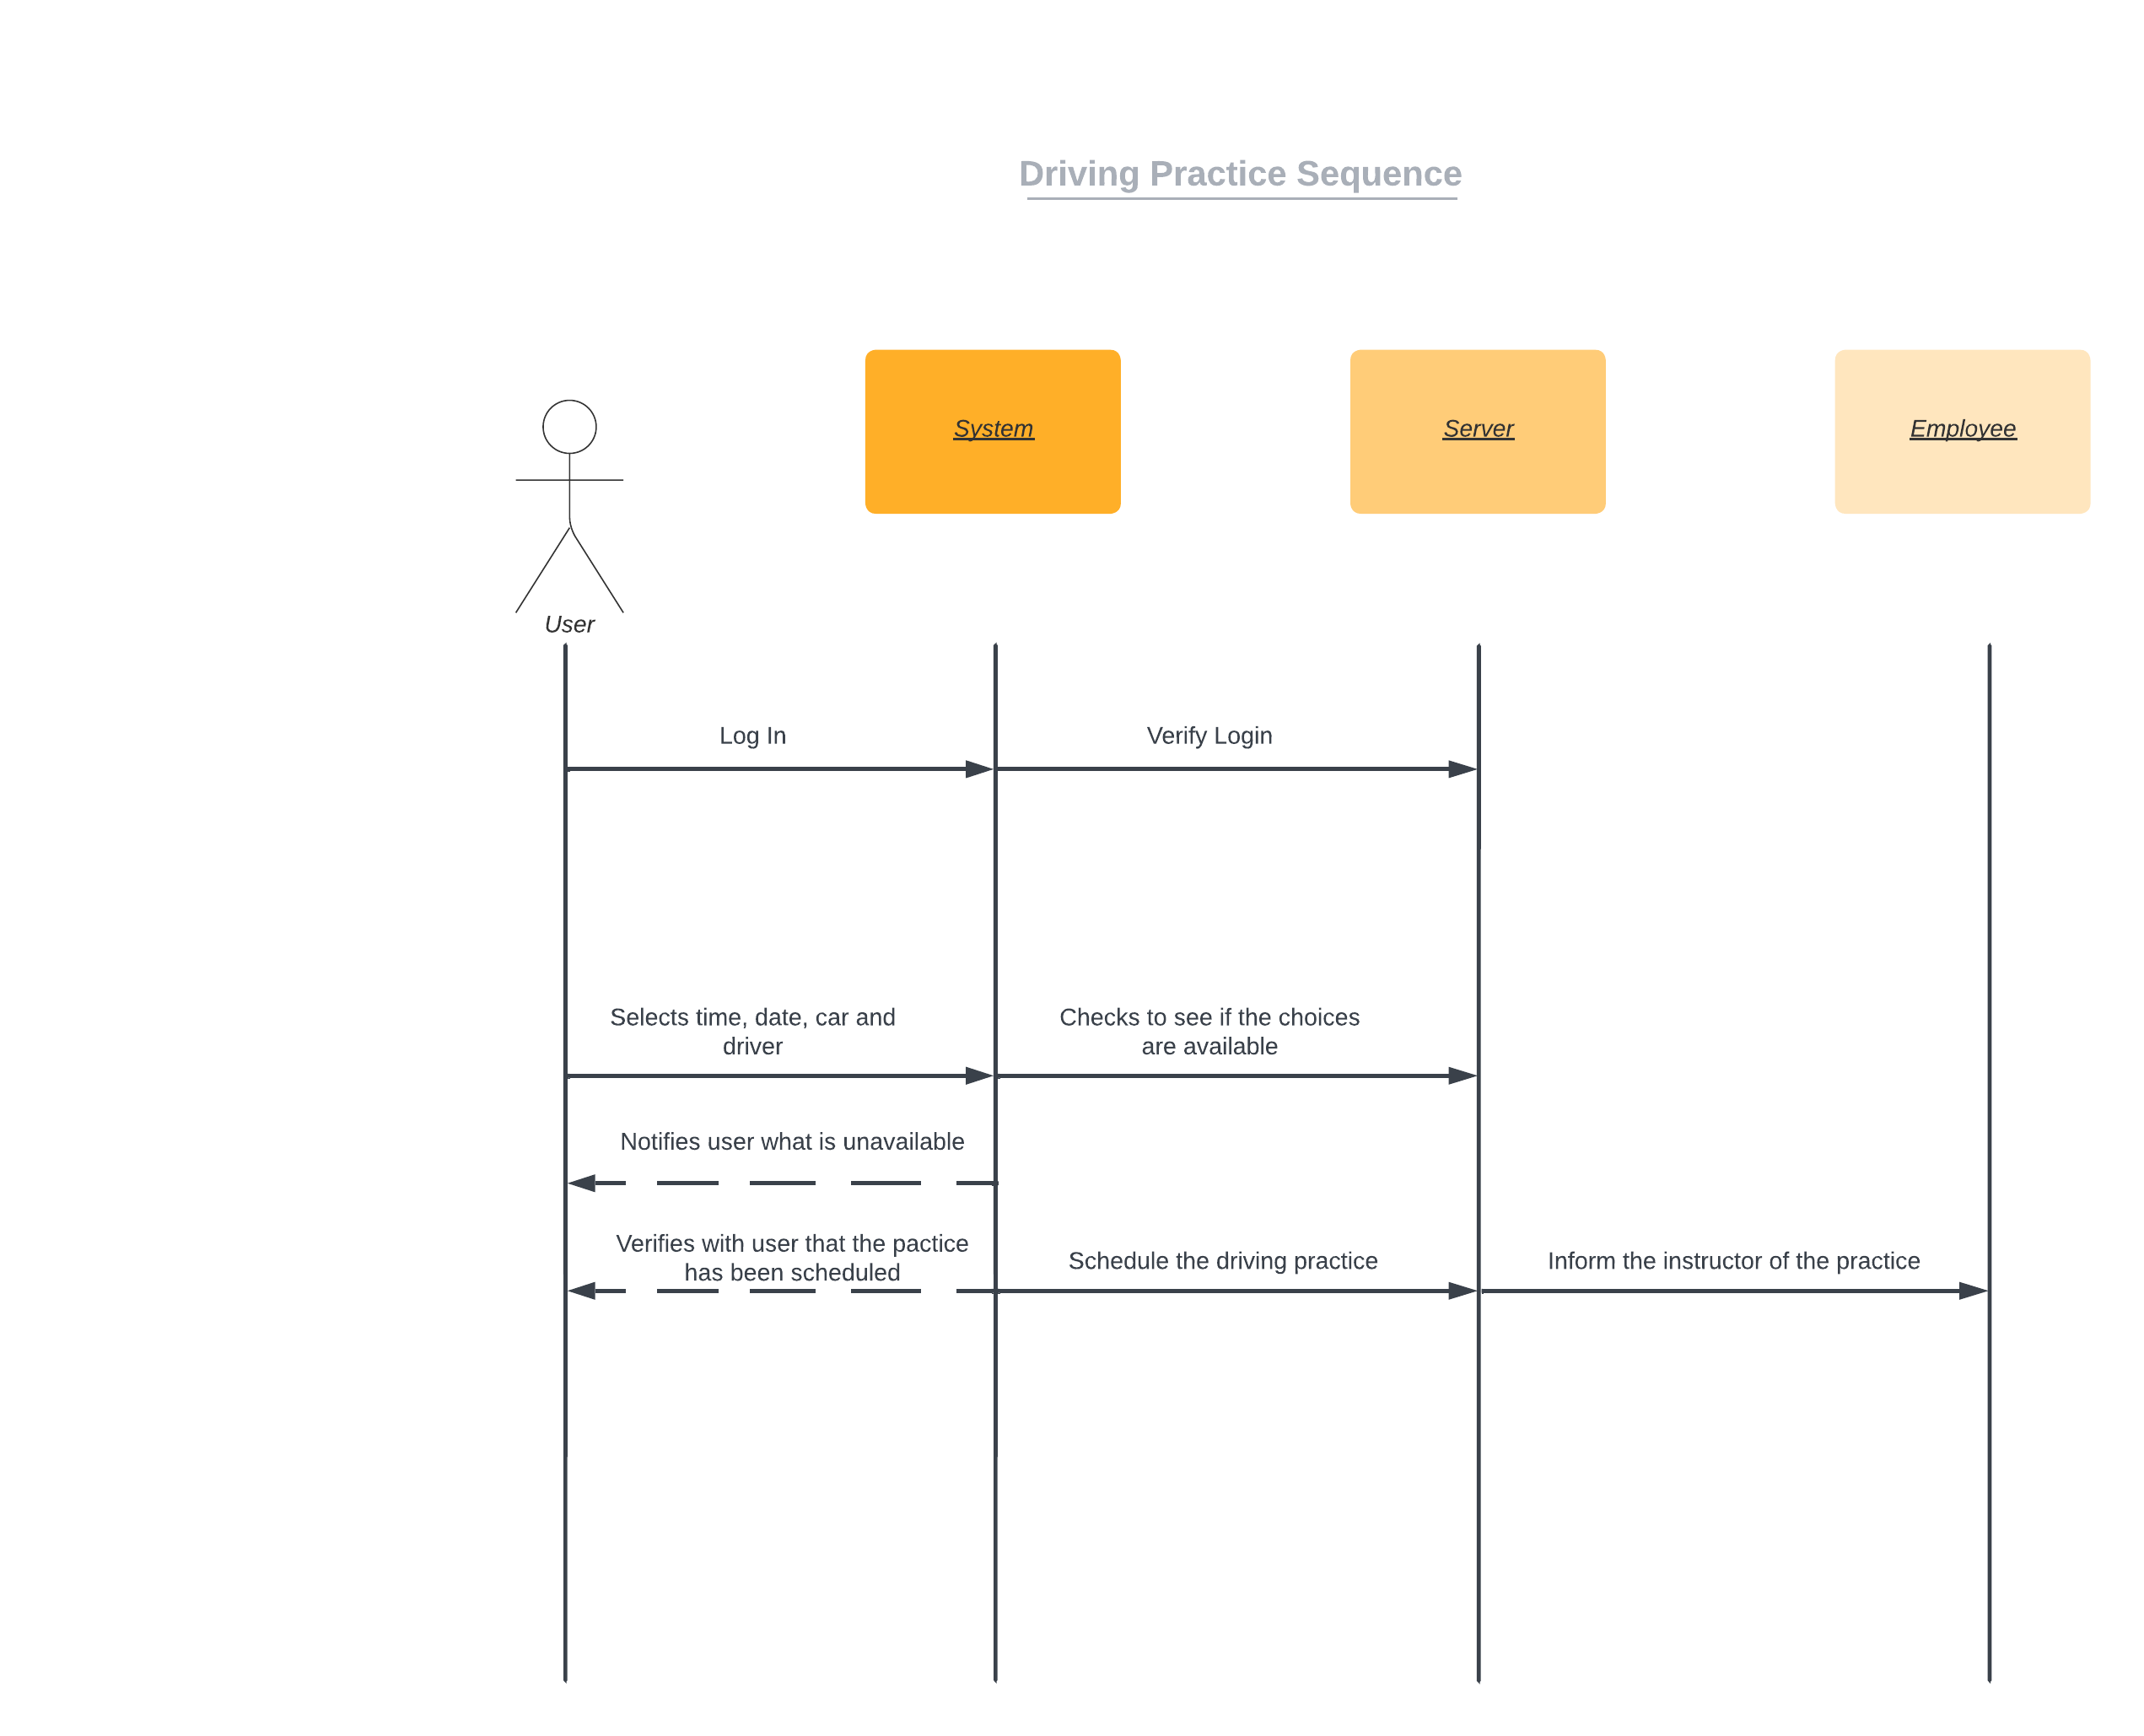 Driving Practice Sequence
System
Server
Employee
User
Log In
Verify Login
Selects time, date, car and
driver
Checks to see if the choices
are available
Notifies user what is unavailable
Verifies with user that the pactice
has been scheduled
Schedule the driving practice
Inform the instructor of the practice